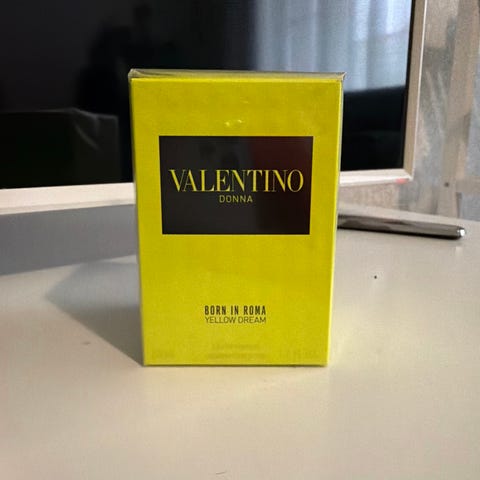 VALENTINO
DONNA
BORN IN ROMA
YELLOW DREAM